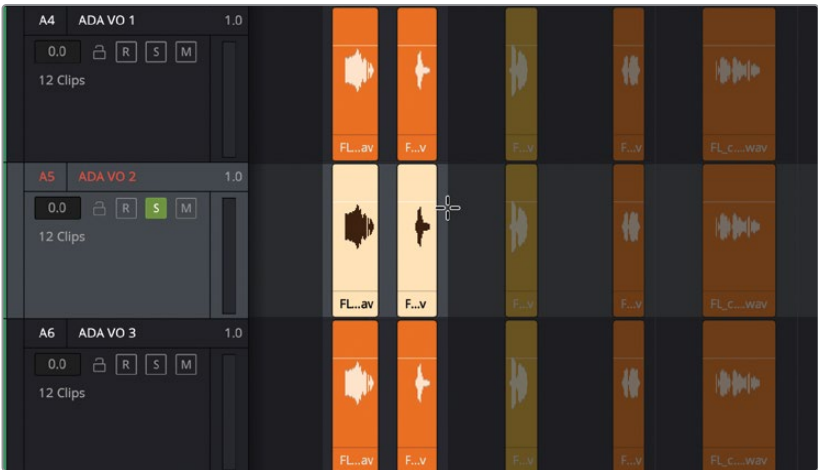 A4 ADA VO 1 1.0
0.0 R S M
12 Clips
FL...av F...v F...v F...v FL_c....wav
A5 ADA VO 2 1.0
0.0 R S M
12 Clips
FL...av F...v F...v F...v FL_c....wav
A6 ADA VO 3 1.0
0.0 R S M
12 Clips
FL...av F...v F...v F...v FL_c....wav